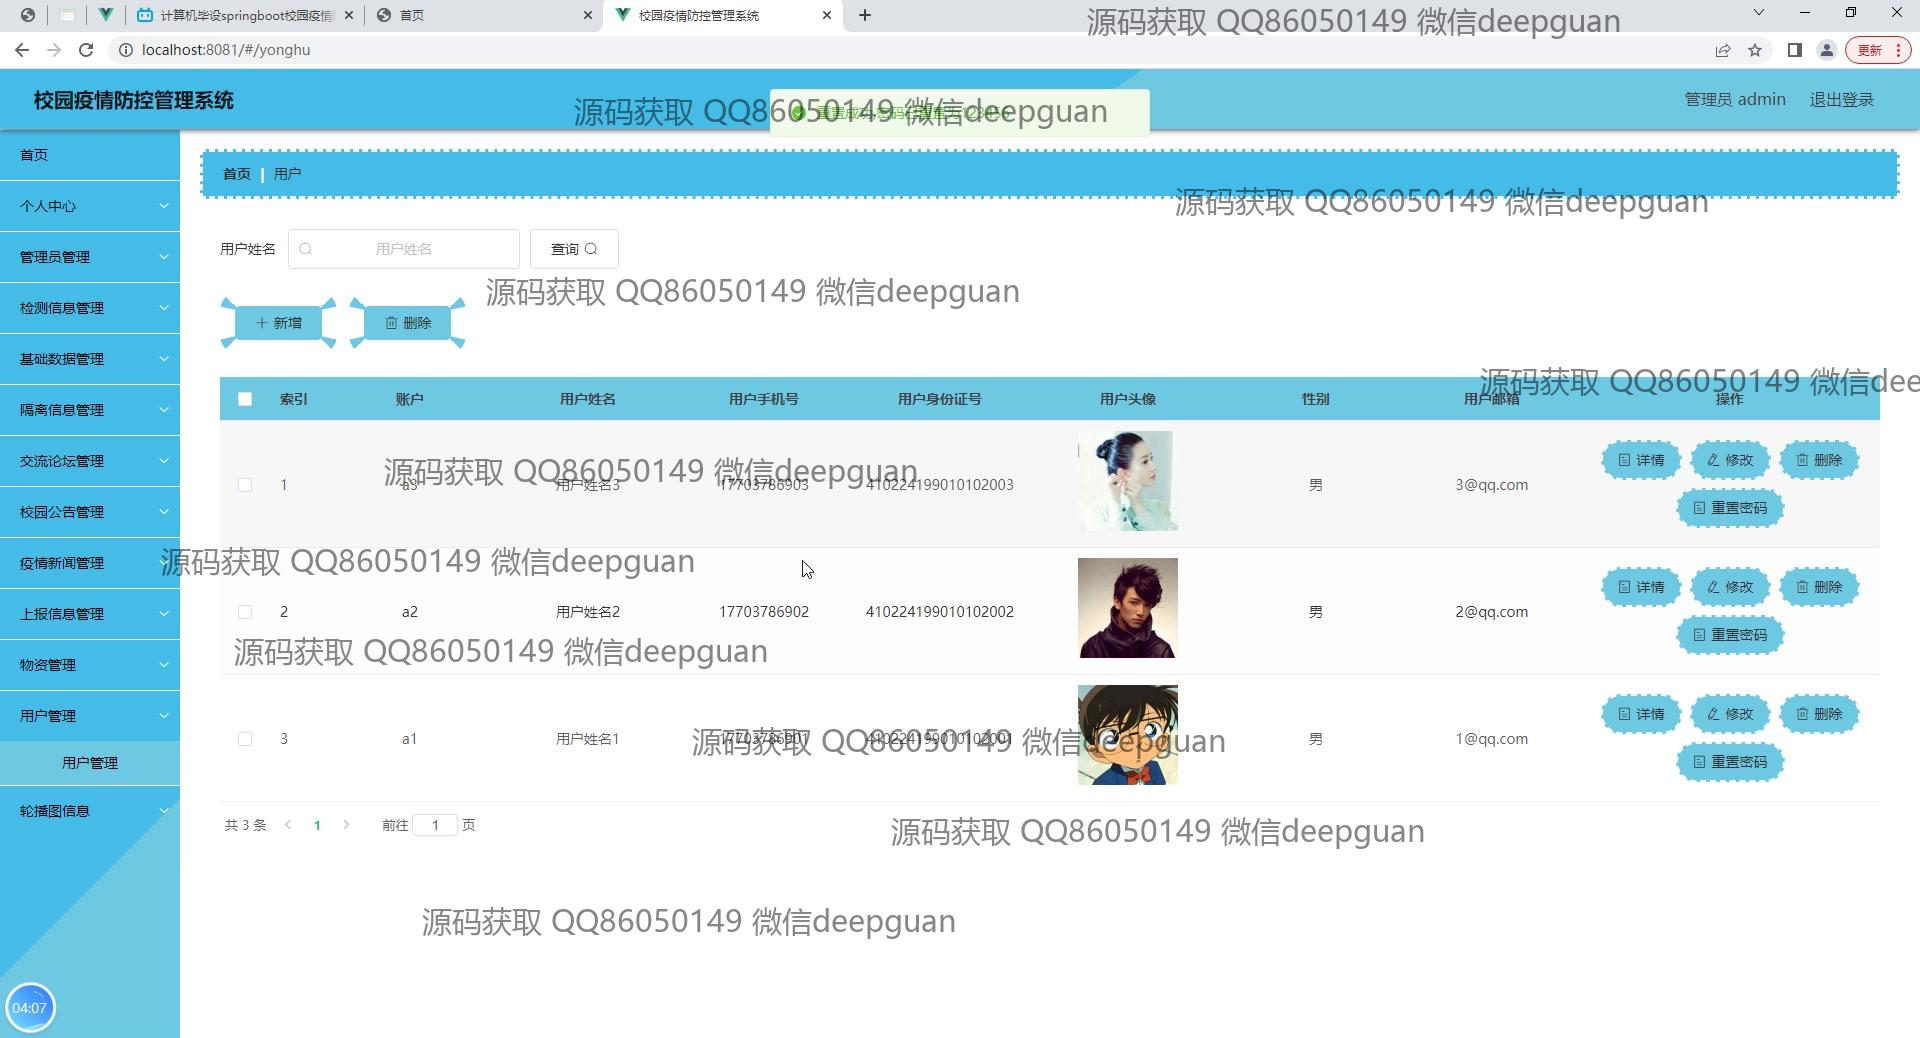 计算机毕设springboot校园疫情
首页
校园疫情防控管理系统
源码获取 QQ86050149 微信deepguan
localhost:8081/#/yonghu
更新
校园疫情防控管理系统
源码获取 QQ86050149 微信deepguan
管理员 admin
退出登录
首页
首页 | 用户
源码获取 QQ86050149 微信deepguan
个人中心
管理员管理
用户姓名
用户姓名
查询
源码获取 QQ86050149 微信deepguan
检测信息管理
新增
删除
基础数据管理
源码获取 QQ86050149 微信dee
索引 账户 用户姓名 用户手机号 用户身份证号 用户头像 性别 用户邮箱 操作
隔离信息管理
交流论坛管理
源码获取 QQ86050149 微信deepguan
详情 修改 删除
1 a3 用户姓名3 17703786903 410224199010102003 男 3@qq.com
重置密码
校园公告管理
疫情新闻管理
源码获取 QQ86050149 微信deepguan
详情 修改 删除
上报信息管理
2 a2 用户姓名2 17703786902 410224199010102002 男 2@qq.com
重置密码
源码获取 QQ86050149 微信deepguan
物资管理
用户管理
详情 修改 删除
3 a1 用户姓名1 17703786901 410224199010102001 男 1@qq.com
源码获取 QQ86050149 微信deepguan
重置密码
用户管理
轮播图信息
共 3 条 1 前往 1 页
源码获取 QQ86050149 微信deepguan
源码获取 QQ86050149 微信deepguan
04:07